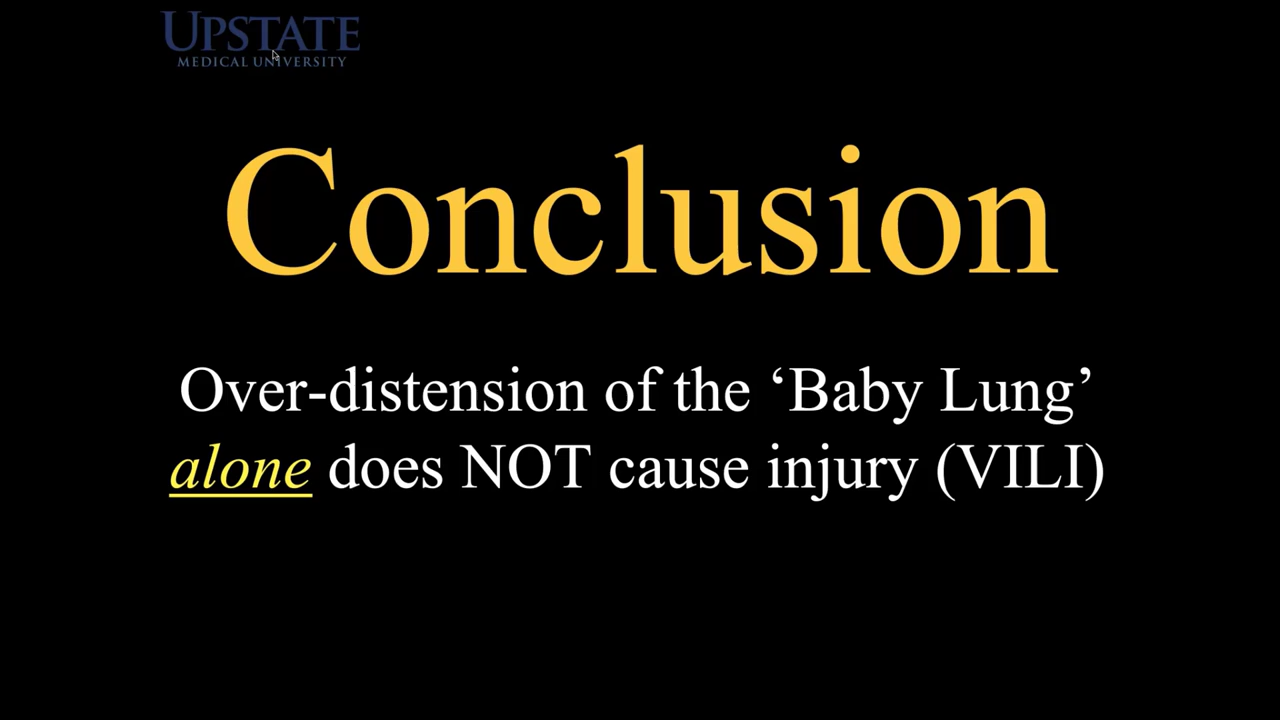 UPSTATE
MEDICAL UNIVERSITY
Conclusion
Over-distension of the ‘Baby Lung’
alone does NOT cause injury (VILI)